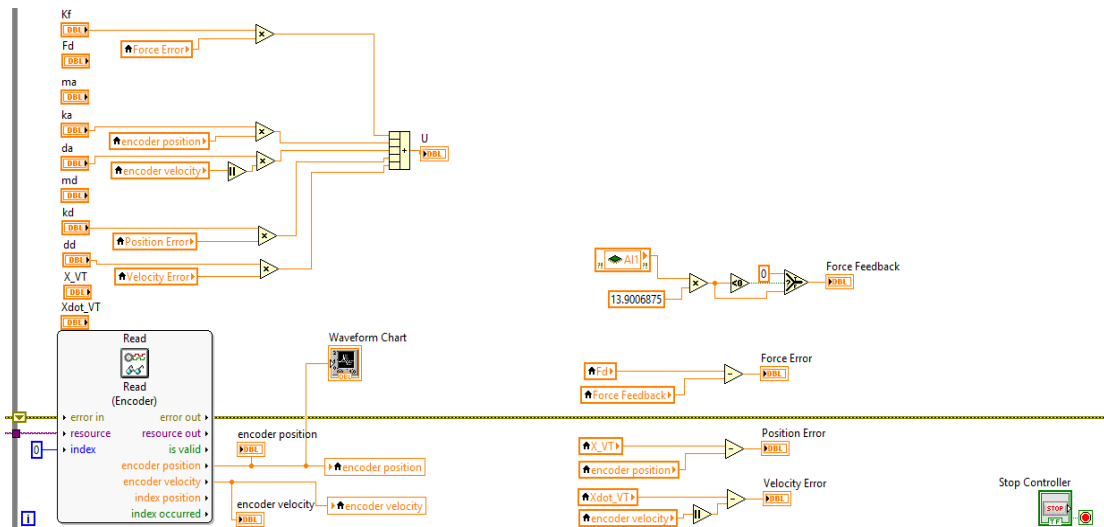 Kf
DBL
Force Error
Fd
DBL
ma
DBL
ka
DBL
encoder position
da
DBL
encoder velocity
md
DBL
kd
DBL
Position Error
dd
DBL
Velocity Error
X_VT
DBL
Xdot_VT
DBL
U
DBL
AI1
13.9006875
0
Force Feedback
DBL
Read
Read
(Encoder)
error in
error out
resource
resource out
0
index
is valid
encoder position
encoder velocity
index position
index occurred
i
Waveform Chart
DBL
encoder position
DBL
encoder position
encoder velocity
DBL
encoder velocity
Fd
Force Feedback
Force Error
DBL
X_VT
encoder position
Position Error
DBL
Xdot_VT
encoder velocity
Velocity Error
DBL
Stop Controller
STOP
TF